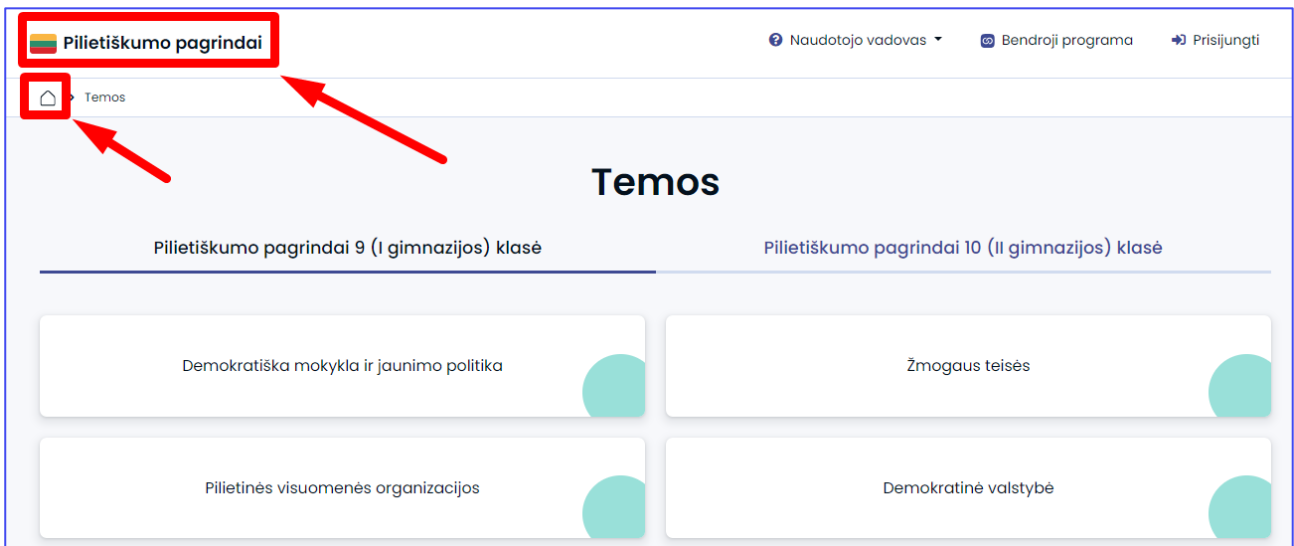 Pilietiškumo pagrindai
Naudotojo vadovas
Bendroji programa
Prisijungti
Temos
Temos
Pilietiškumo pagrindai 9 (I gimnazijos) klasė
Pilietiškumo pagrindai 10 (II gimnazijos) klasė
Demokratiška mokykla ir jaunimo politika
Žmogaus teisės
Pilietinės visuomenės organizacijos
Demokratinė valstybė